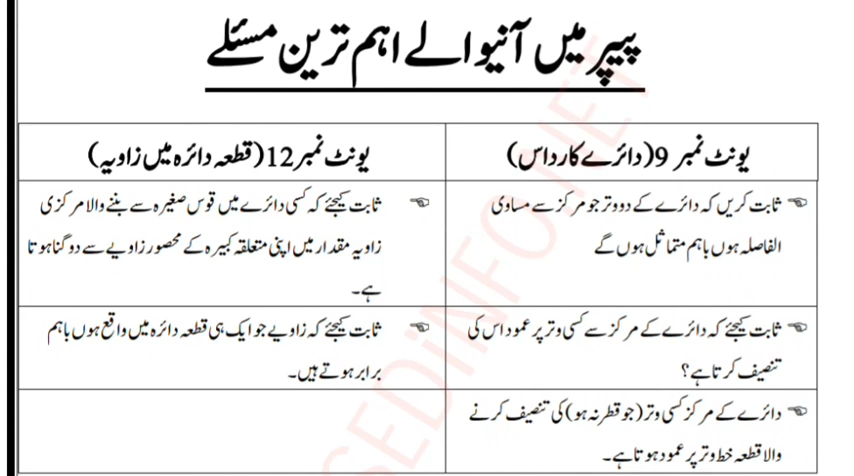 پیپر میں آنیوالے اہم ترین مسئلے
یونٹ نمبر 9 (دائرے کا رداس)
یونٹ نمبر 12 (قطعہ دائرہ میں زاویہ)
ثابت کریں کہ دائرے کے دو وتر جو مرکز سے مساوی
الفاصلہ ہوں باہم متماثل ہوں گے
ثابت کیجئے کہ کسی دائرے میں قوس صغیرہ سے بننے والا مرکزی
زاویہ مقدار میں اپنی متعلقہ کبیرہ کے محصور زاویے سے دوگنا ہوتا
ہے۔
ثابت کیجئے کہ دائرے کے مرکز سے کسی وتر پر عمود اس کی
تنصیف کرتا ہے؟
ثابت کیجئے کہ زاویے جو ایک ہی قطعہ دائرہ میں واقع ہوں باہم
برابر ہوتے ہیں۔
دائرے کے مرکز کسی وتر (جو قطر نہ ہو) کی تنصیف کرنے
والا قطعہ خط وتر پر عمود ہوتا ہے۔
SEDiNFO.NET